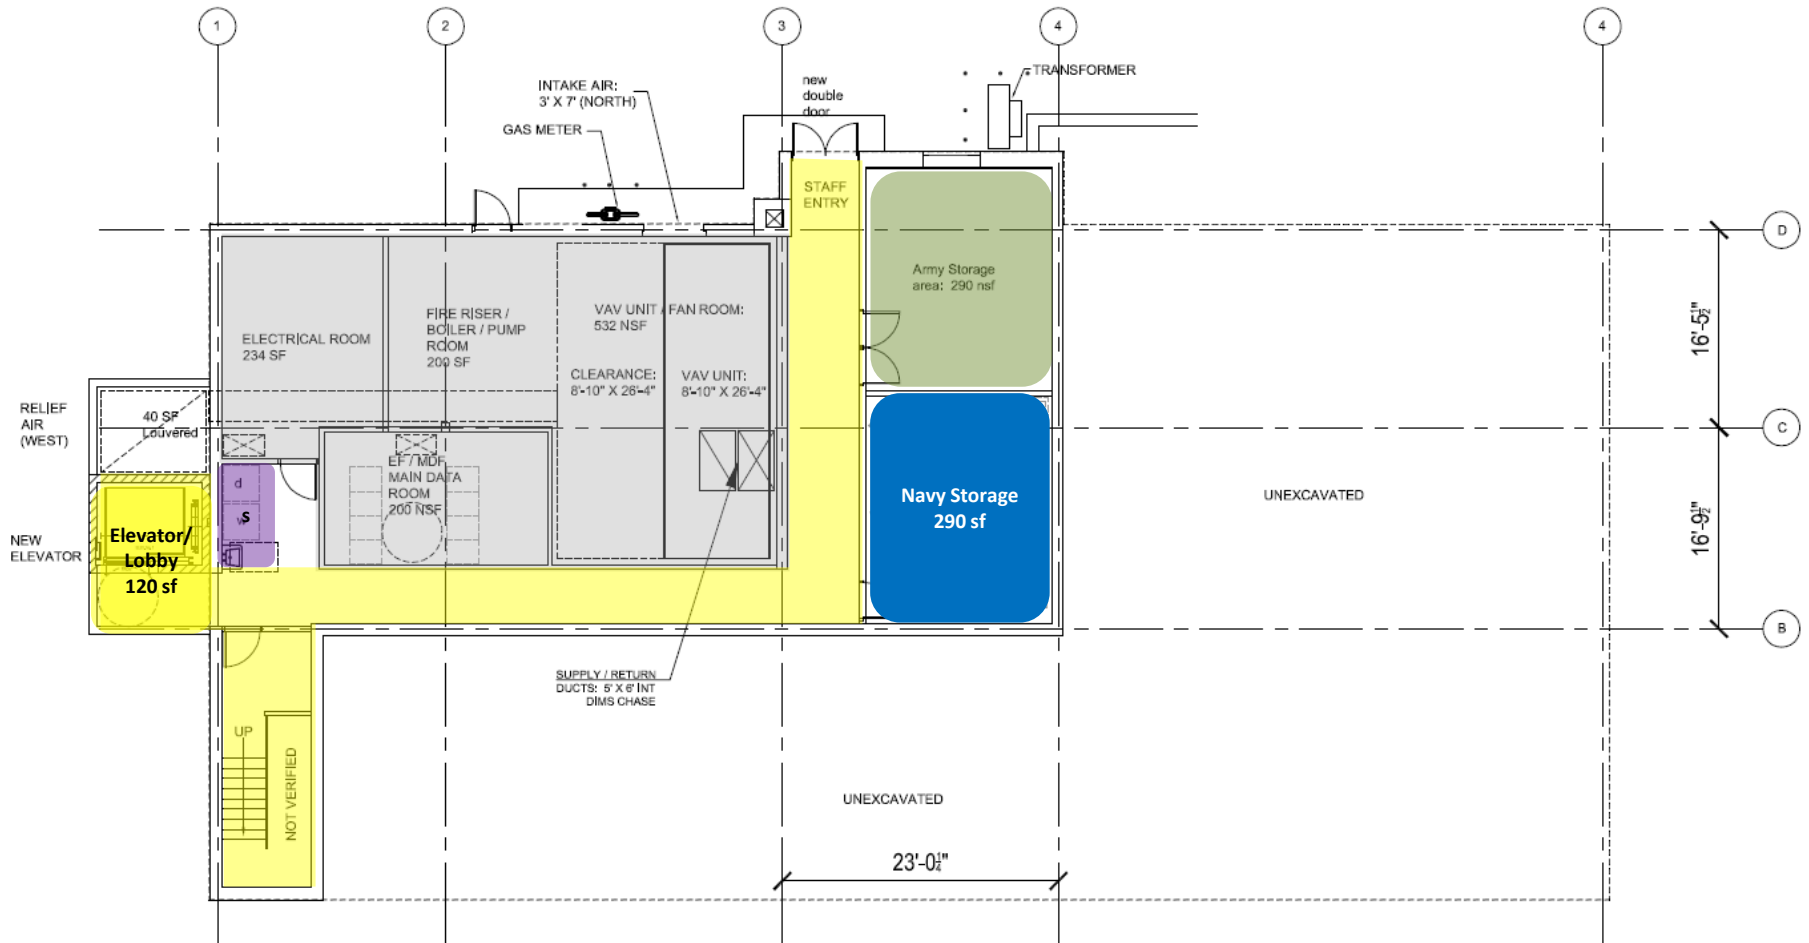 1
2
3
4
4
TRANSFORMER
INTAKE AIR:
3' X 7' (NORTH)
new
double
door
GAS METER
STAFF
ENTRY
D
Army Storage
area: 290 nsf
FIRE RISER /
BOILER / PUMP
ROOM
200 SF
VAV UNIT / FAN ROOM:
532 NSF
ELECTRICAL ROOM
234 SF
16'-5½"
CLEARANCE:
8'-10" X 26'-4"
VAV UNIT:
8'-10" X 26'-4"
RELIEF
AIR
(WEST)
40 SF
Louvered
C
EF / MDF
MAIN DATA
ROOM
200 NSF
d
s
w
Navy Storage
290 sf
UNEXCAVATED
16'-9½"
NEW
ELEVATOR
Elevator/
Lobby
120 sf
B
SUPPLY / RETURN
DUCTS: 5' X 6' INT
DIMS CHASE
UP
NOT VERIFIED
UNEXCAVATED
23'-0¼"